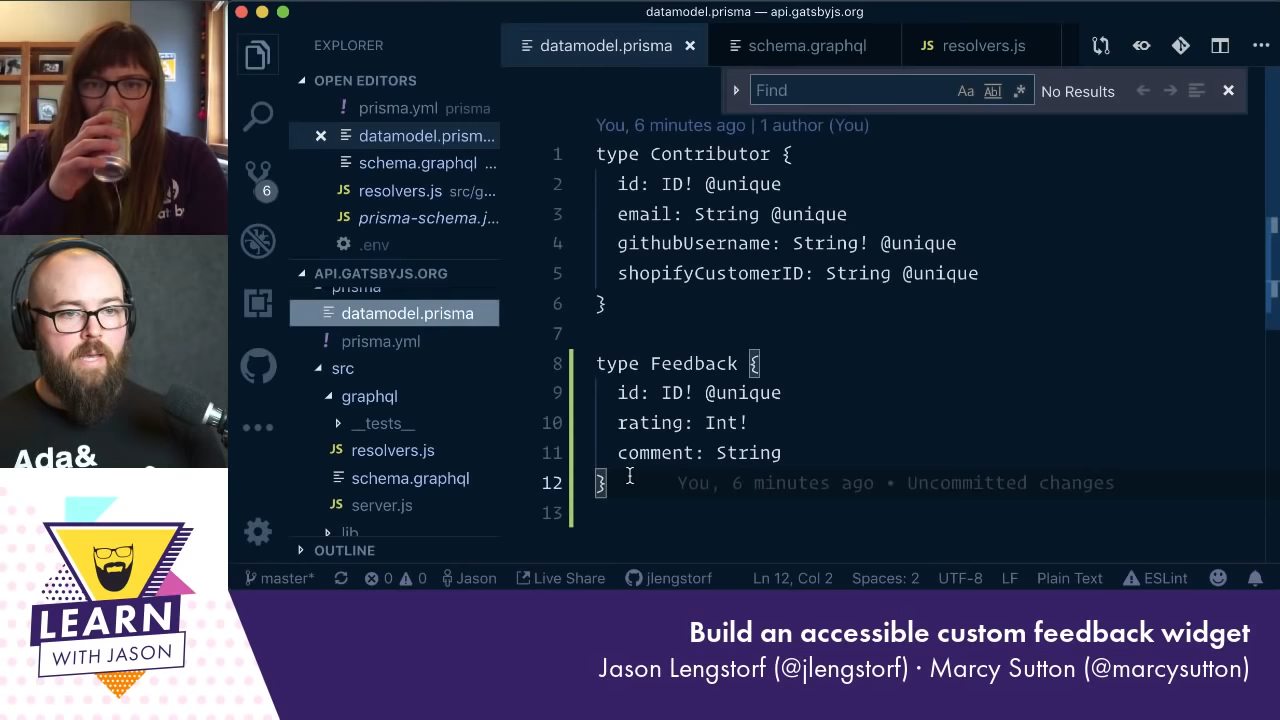 datamodel.prisma — api.gatsbyjs.org
EXPLORER
OPEN EDITORS
prisma.yml prisma
datamodel.prism...
schema.graphql ...
resolvers.js src/g...
prisma-schema.j...
.env
API.GATSBYJS.ORG
prisma
datamodel.prisma
prisma.yml
src
graphql
__tests__
resolvers.js
schema.graphql
server.js
lib
OUTLINE
datamodel.prisma
schema.graphql
JS resolvers.js
Find
Aa Abl .* No Results
You, 6 minutes ago | 1 author (You)
1 type Contributor {
2 id: ID! @unique
3 email: String @unique
4 githubUsername: String! @unique
5 shopifyCustomerID: String @unique
6 }
7
8 type Feedback {
9 id: ID! @unique
10 rating: Int!
11 comment: String
12 } You, 6 minutes ago • Uncommitted changes
13
6
master* 0 0 Jason Live Share jlengstorf Ln 12, Col 2 Spaces: 2 UTF-8 LF Plain Text ESLint
Ada&
LEARN
WITH JASON
Build an accessible custom feedback widget
Jason Lengstorf (@jlengstorf) · Marcy Sutton (@marcysutton)